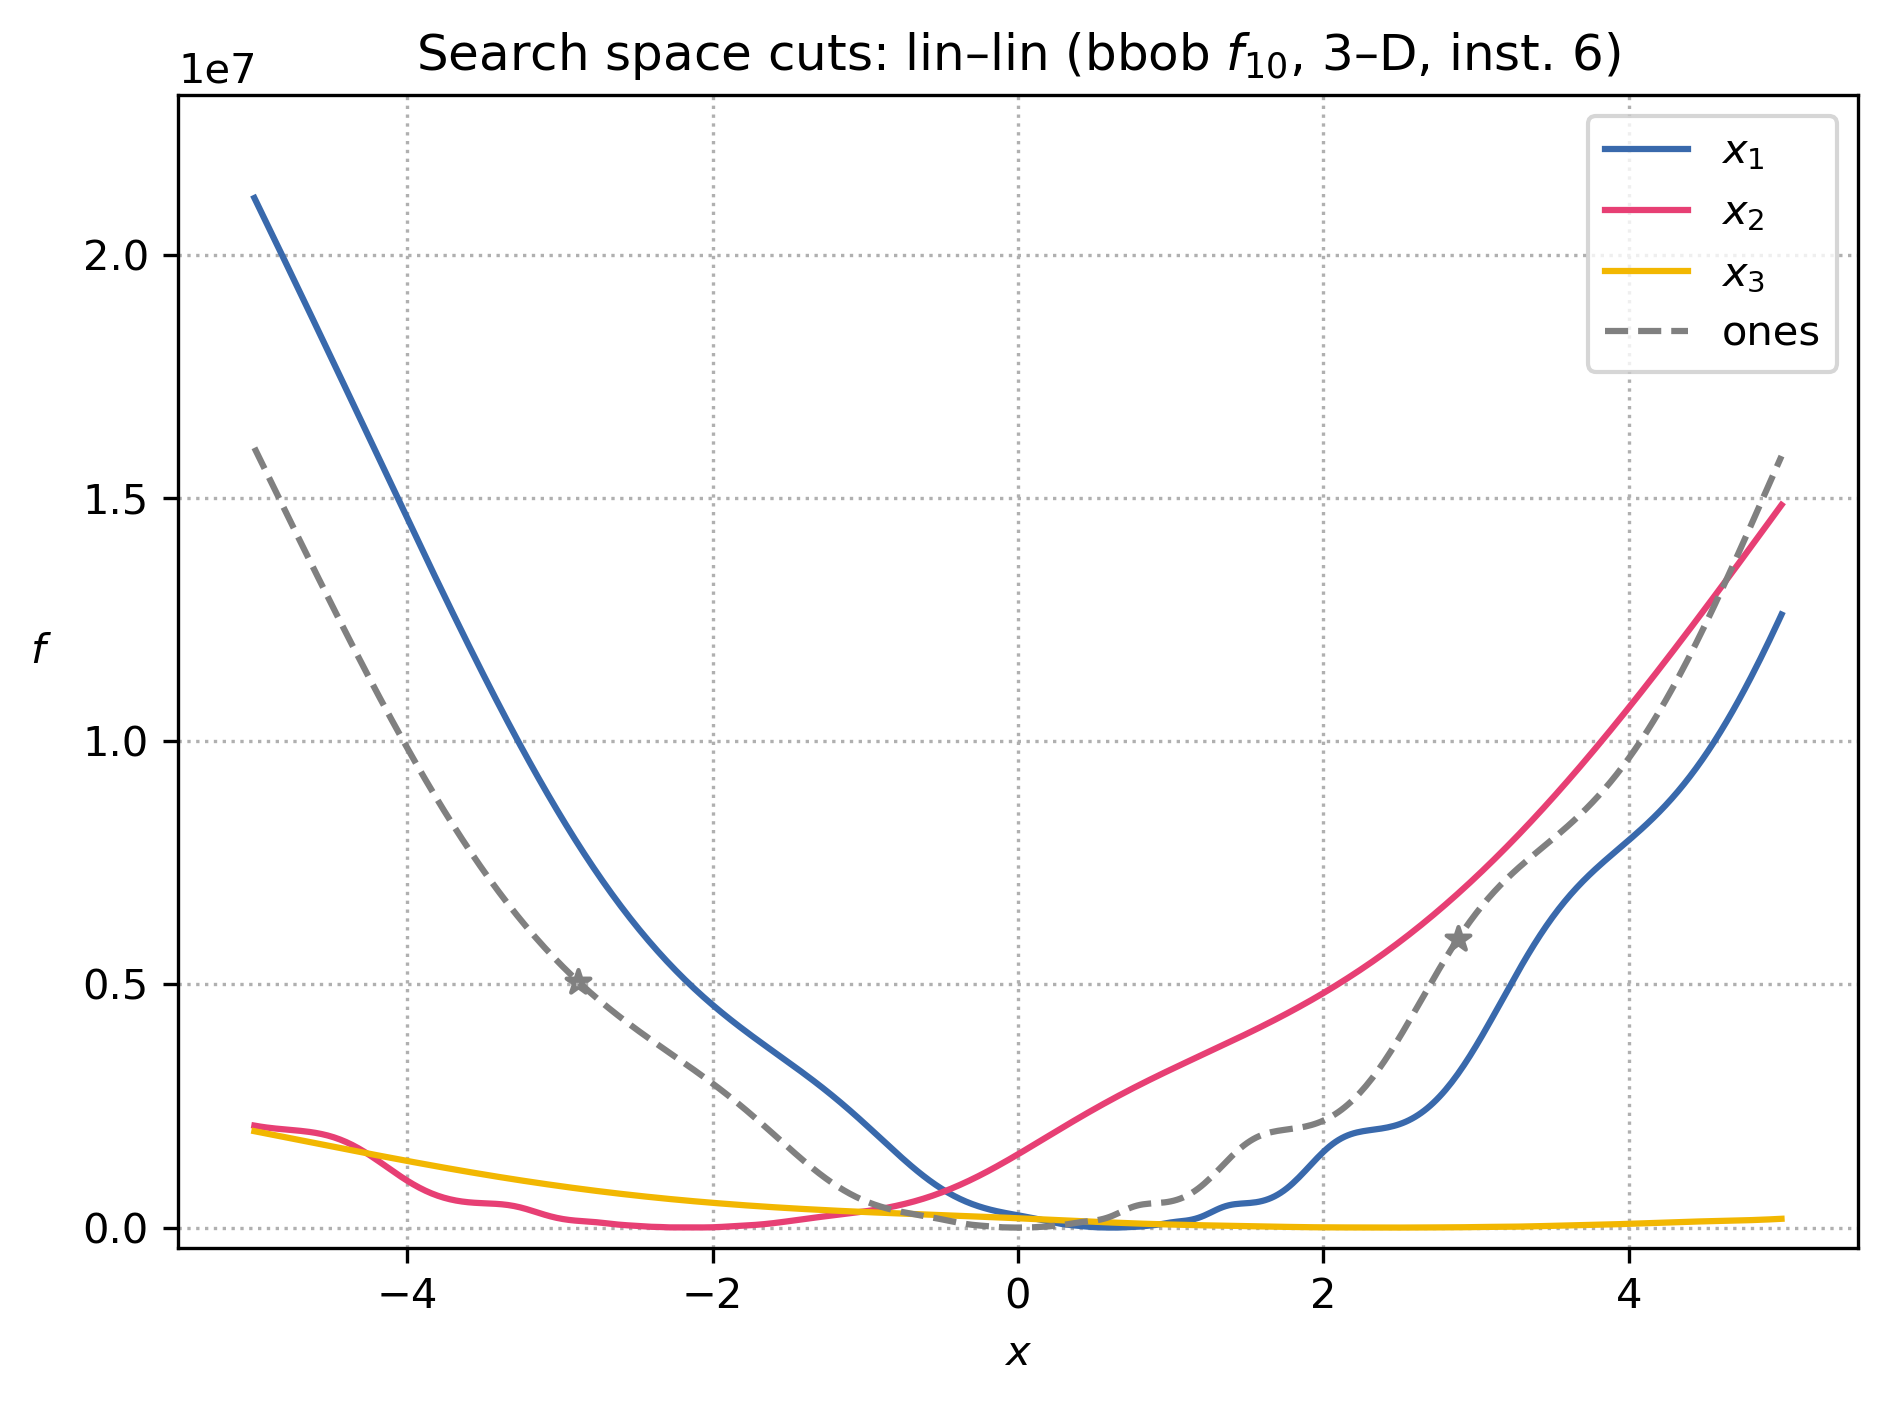 Search space cuts: lin–lin (bbob f10, 3–D, inst. 6)
1e7
x1
x2
x3
ones
2.0
1.5
1.0
0.5
0.0
f
−4 −2 0 2 4
x